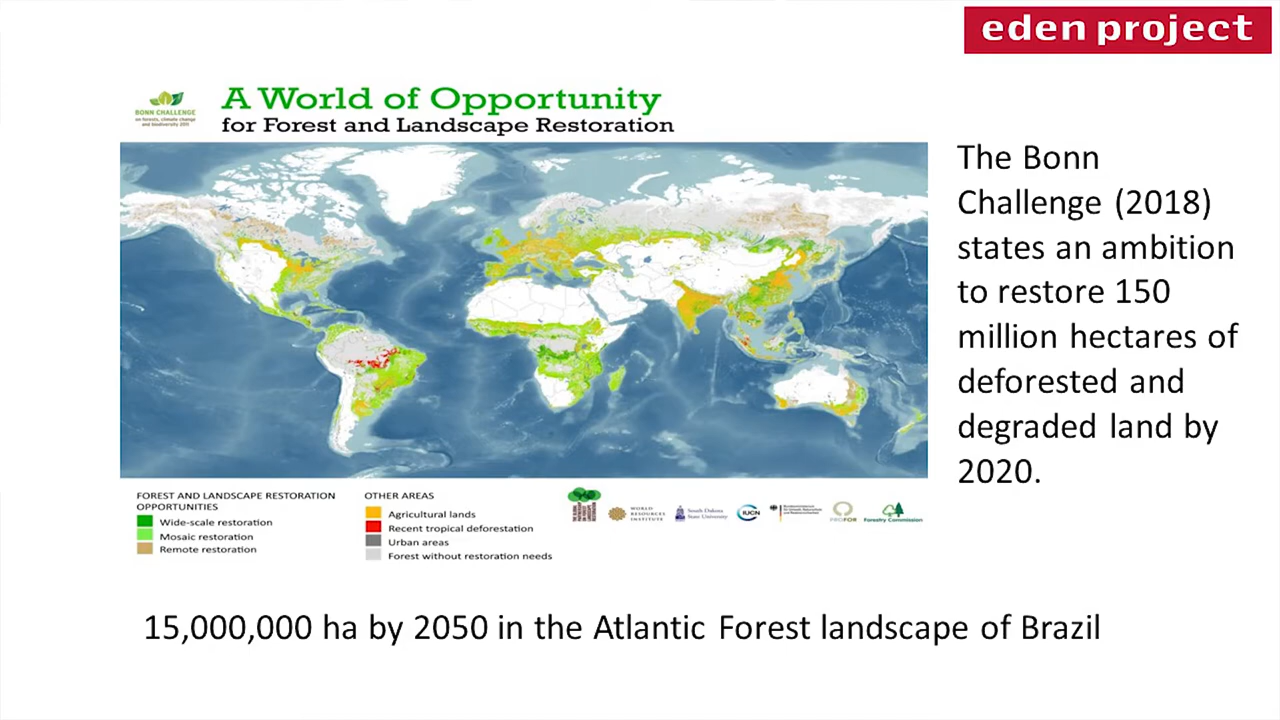 eden project
A World of Opportunity
for Forest and Landscape Restoration
BONN CHALLENGE
on forests, climate change
and biodiversity 2011
The Bonn
Challenge (2018)
states an ambition
to restore 150
million hectares of
deforested and
degraded land by
2020.
FOREST AND LANDSCAPE RESTORATION
OPPORTUNITIES
Wide-scale restoration
Mosaic restoration
Remote restoration
OTHER AREAS
Agricultural lands
Recent tropical deforestation
Urban areas
Forest without restoration needs
WORLD
RESOURCES
INSTITUTE
South Dakota
State University
IUCN
PROFOR
Forestry Commission
15,000,000 ha by 2050 in the Atlantic Forest landscape of Brazil